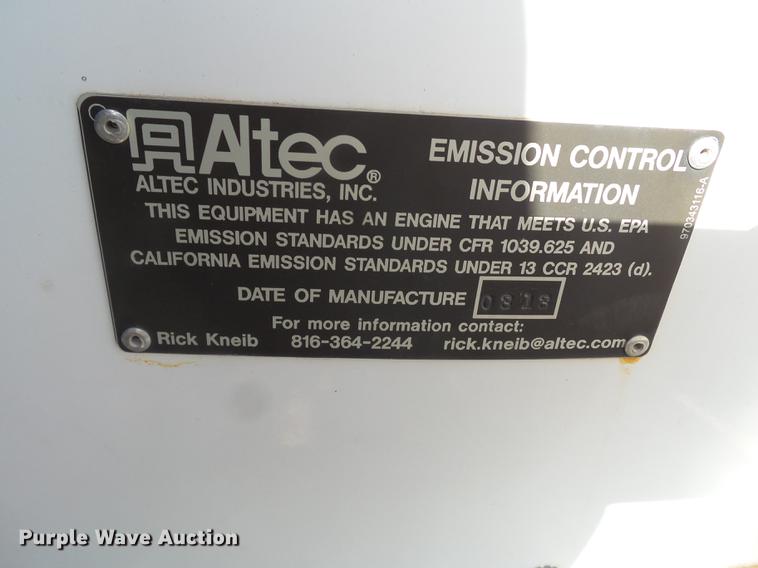 Altec®
EMISSION CONTROL
INFORMATION
ALTEC INDUSTRIES, INC.
THIS EQUIPMENT HAS AN ENGINE THAT MEETS U.S. EPA
EMISSION STANDARDS UNDER CFR 1039.625 AND
CALIFORNIA EMISSION STANDARDS UNDER 13 CCR 2423 (d).
DATE OF MANUFACTURE
For more information contact:
Rick Kneib 816-364-2244 rick.kneib@altec.com
970343116-A
Purple Wave Auction